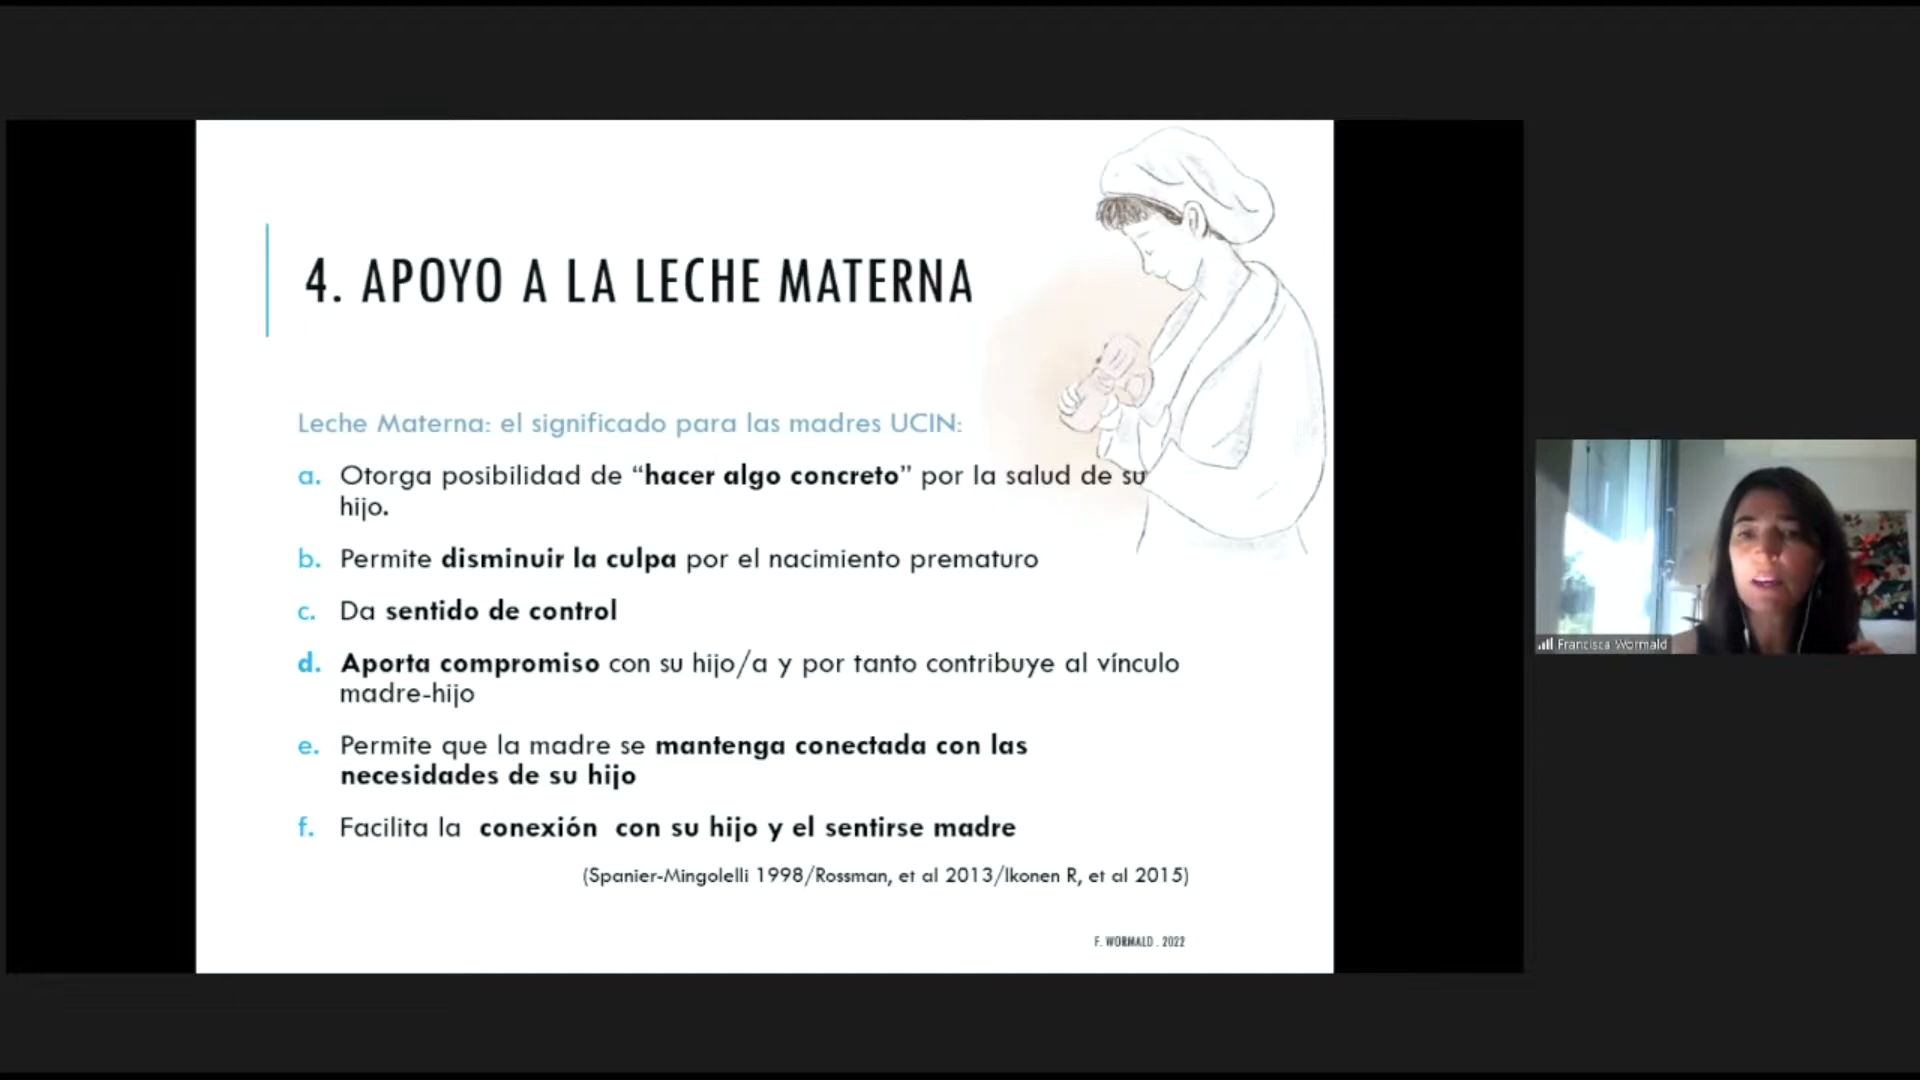 4. APOYO A LA LECHE MATERNA
Leche Materna: el significado para las madres UCIN:
a. Otorga posibilidad de “hacer algo concreto” por la salud de su
hijo.
b. Permite disminuir la culpa por el nacimiento prematuro
c. Da sentido de control
d. Aporta compromiso con su hijo/a y por tanto contribuye al vínculo
madre-hijo
e. Permite que la madre se mantenga conectada con las
necesidades de su hijo
f. Facilita la conexión con su hijo y el sentirse madre
(Spanier-Mingolelli 1998/Rossman, et al 2013/Ikonen R, et al 2015)
F. WORMALD . 2022
Francisca Wormald